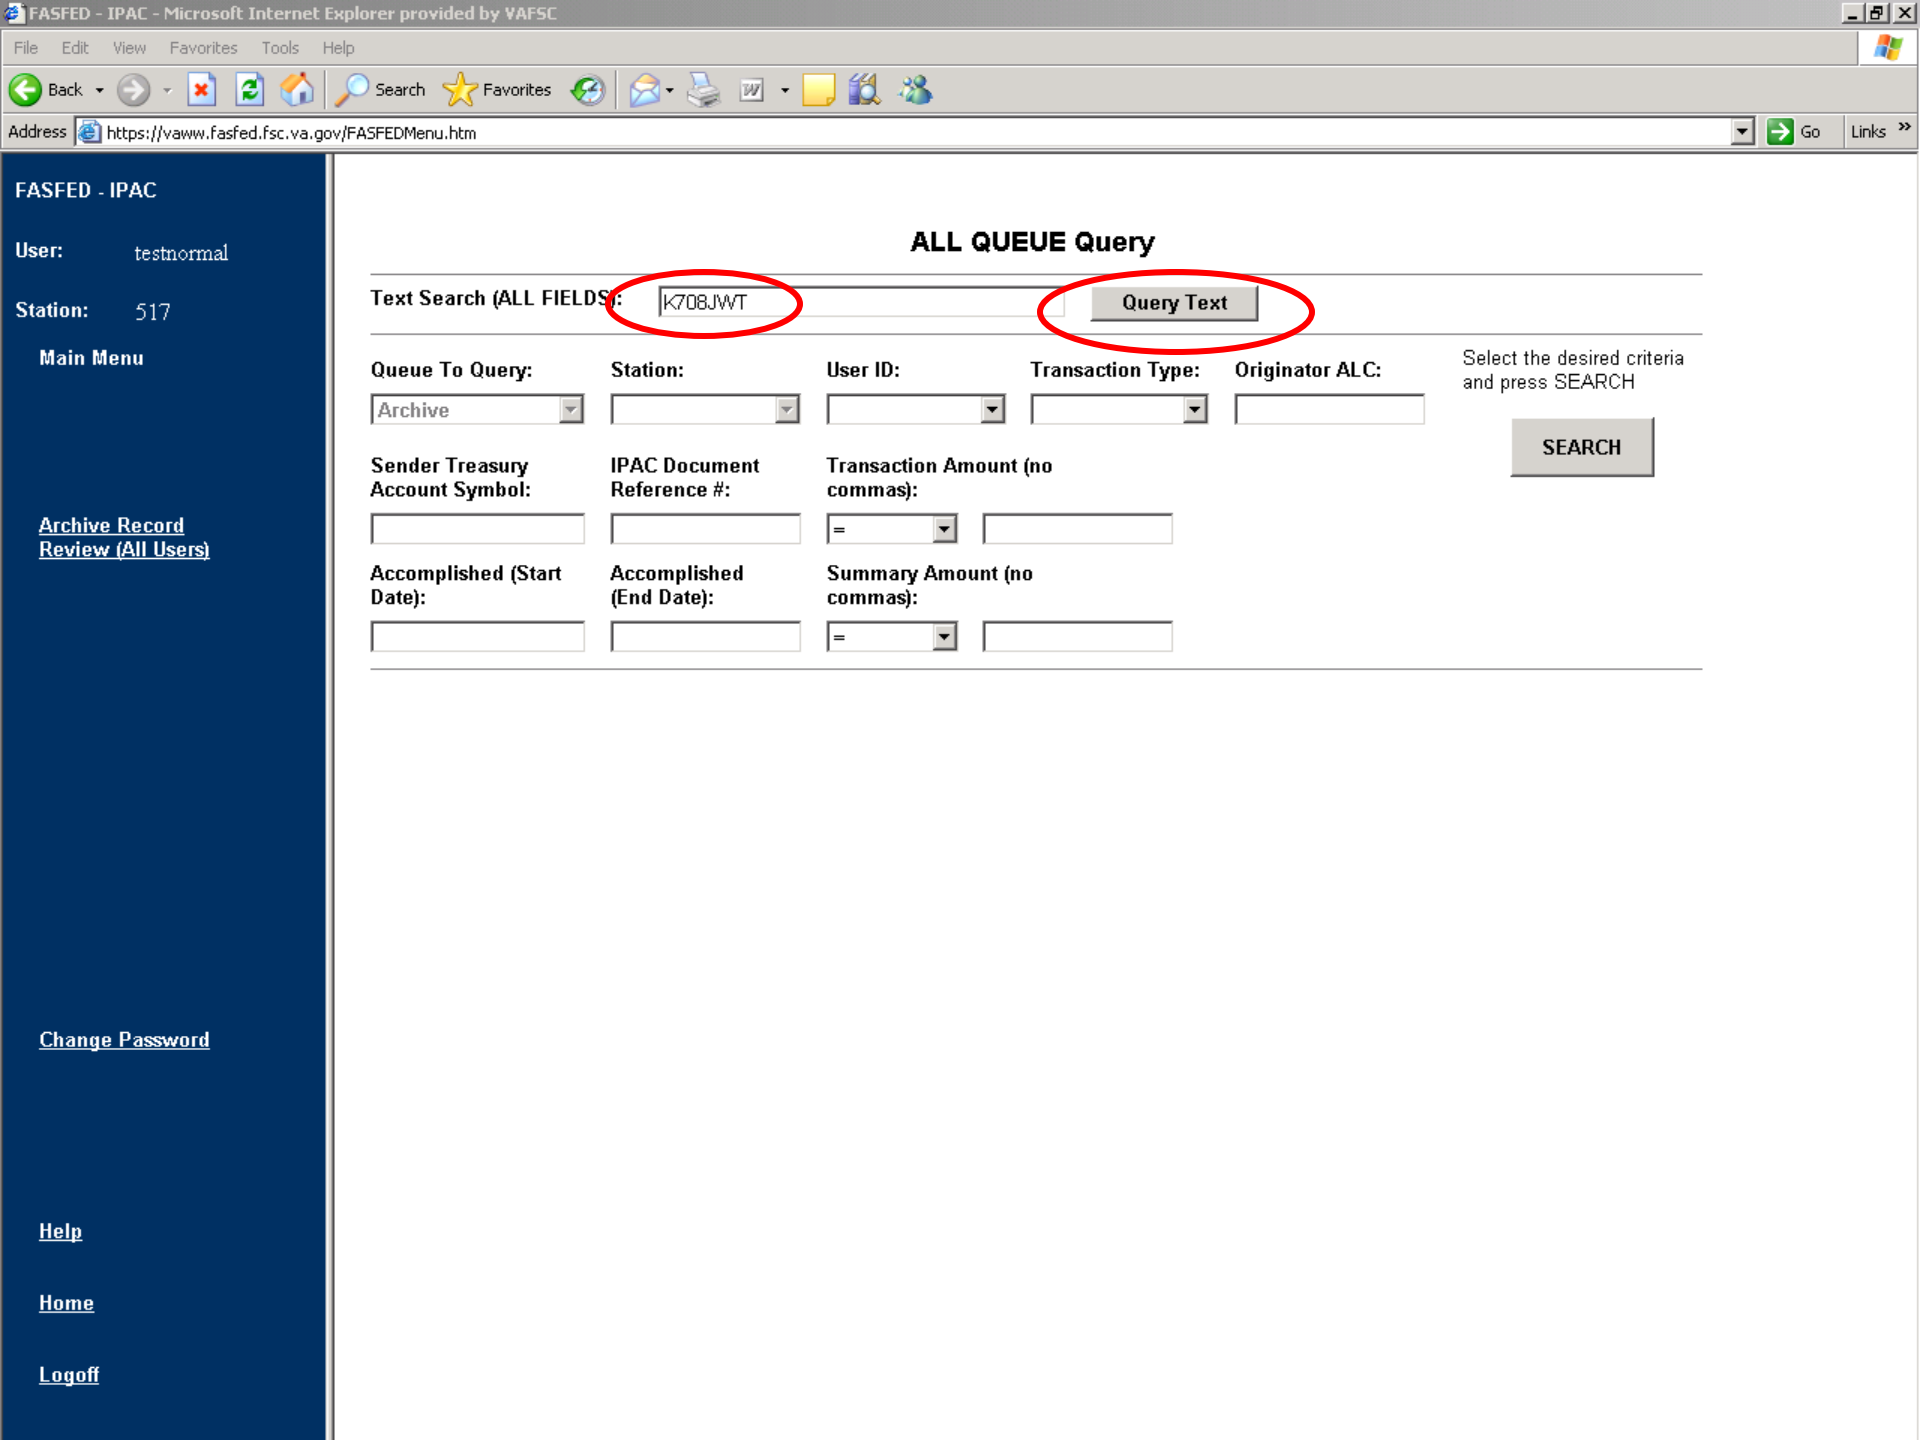 FASFED - IPAC - Microsoft Internet Explorer provided by VAFSC
File Edit View Favorites Tools Help
Back Search Favorites
Address https://vaww.fasfed.fsc.va.gov/FASFEDMenu.htm Go Links »
FASFED - IPAC
User: testnormal
Station: 517
Main Menu
Archive Record
Review (All Users)
Change Password
Help
Home
Logoff
ALL QUEUE Query
Text Search (ALL FIELDS): K708JWT Query Text
Queue To Query: Station: User ID: Transaction Type: Originator ALC:
Archive
Select the desired criteria
and press SEARCH
SEARCH
Sender Treasury
Account Symbol:
IPAC Document
Reference #:
Transaction Amount (no
commas):
=
Accomplished (Start
Date):
Accomplished
(End Date):
Summary Amount (no
commas):
=